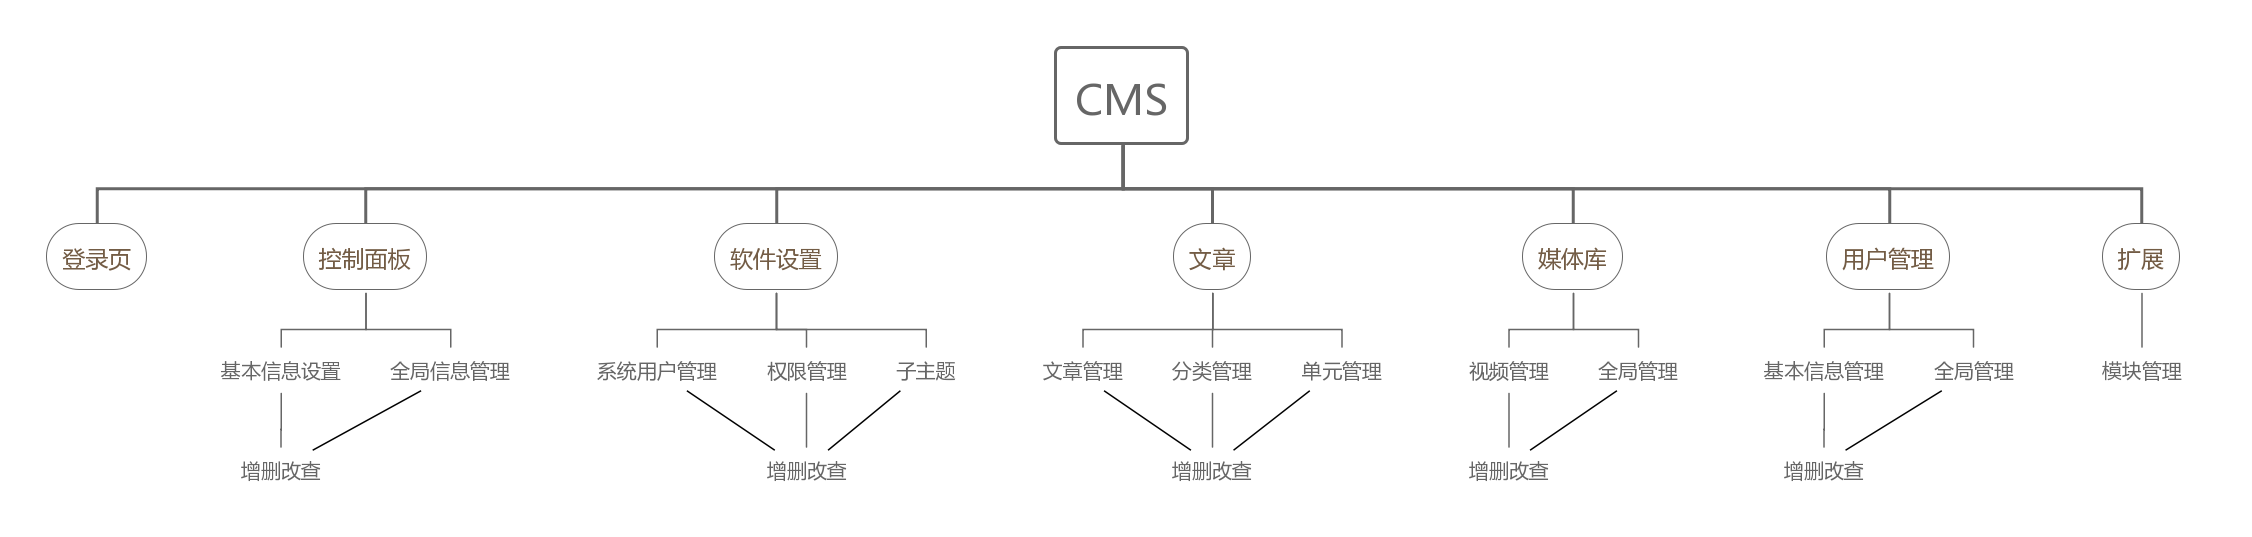 CMS
登录页
控制面板
软件设置
文章
媒体库
用户管理
扩展
基本信息设置
全局信息管理
系统用户管理
权限管理
子主题
文章管理
分类管理
单元管理
视频管理
全局管理
基本信息管理
全局管理
模块管理
增删改查
增删改查
增删改查
增删改查
增删改查